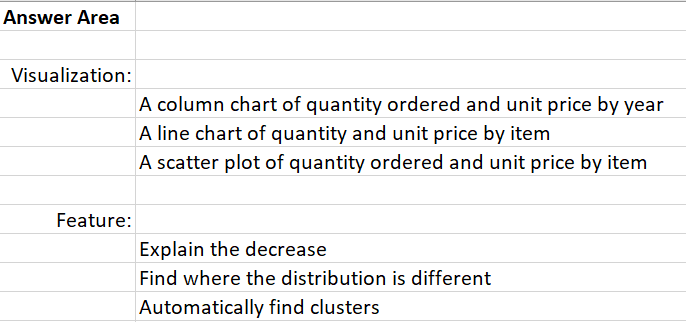 Answer Area
Visualization:
A column chart of quantity ordered and unit price by year
A line chart of quantity and unit price by item
A scatter plot of quantity ordered and unit price by item
Feature:
Explain the decrease
Find where the distribution is different
Automatically find clusters